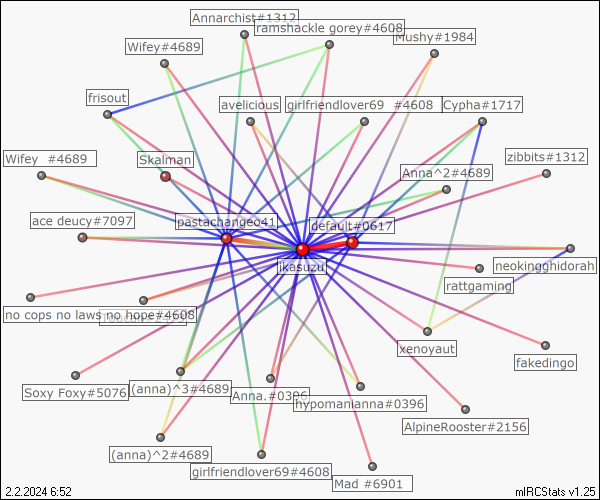 Annarchist#1312
ramshackle gorey#4608
Mushy#1984
Wifey#4689
frisout
avelicious
girlfriendlover69 #4608
Cypha#1717
Wifey #4689
Skalman
zibbits#1312
Anna^2#4689
ace deucy#7097
pastachange041
default#0617
jkasuzu
neokingghidorah
rattgaming
no cops no laws no hope#4608
xenoyaut
fakedingo
Soxy Foxy#5076
(anna)^3#4689
Anna.#0396
hypomanianna#0396
AlpineRooster#2156
(anna)^2#4689
girlfriendlover69#4608
Mad #6901
2.2.2024 6:52
mIRCStats v1.25